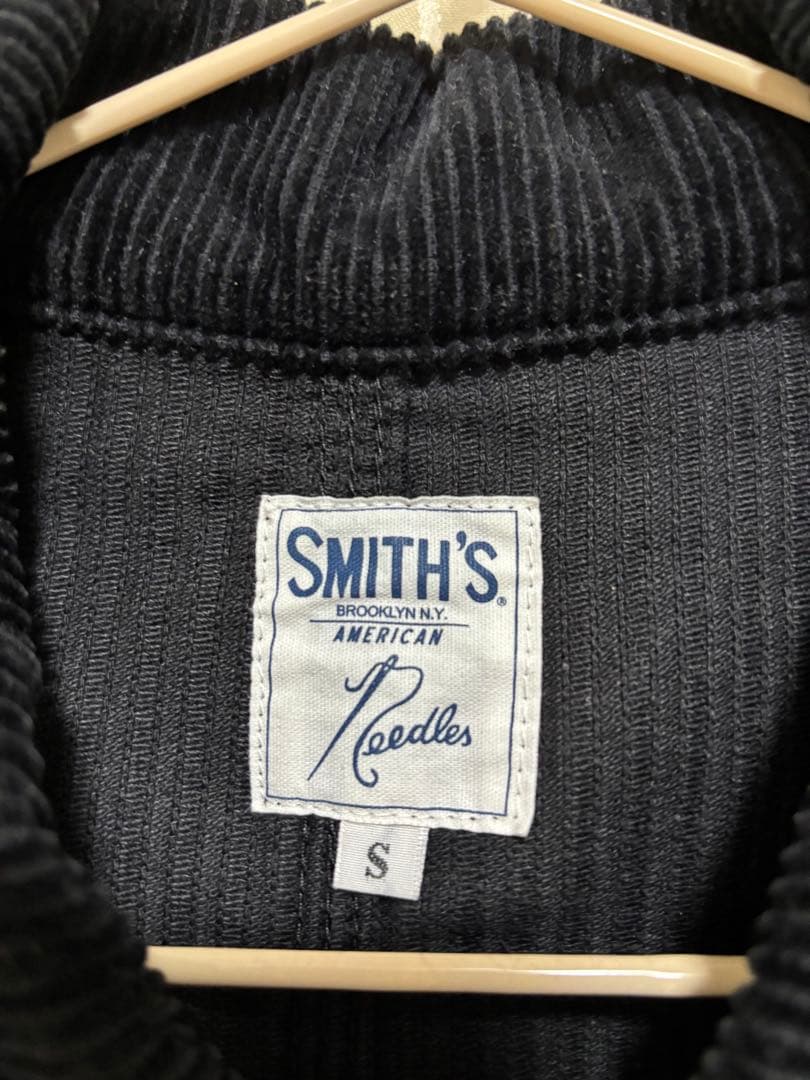 SMITH'S®
BROOKLYN N.Y.
AMERICAN
Needles
S